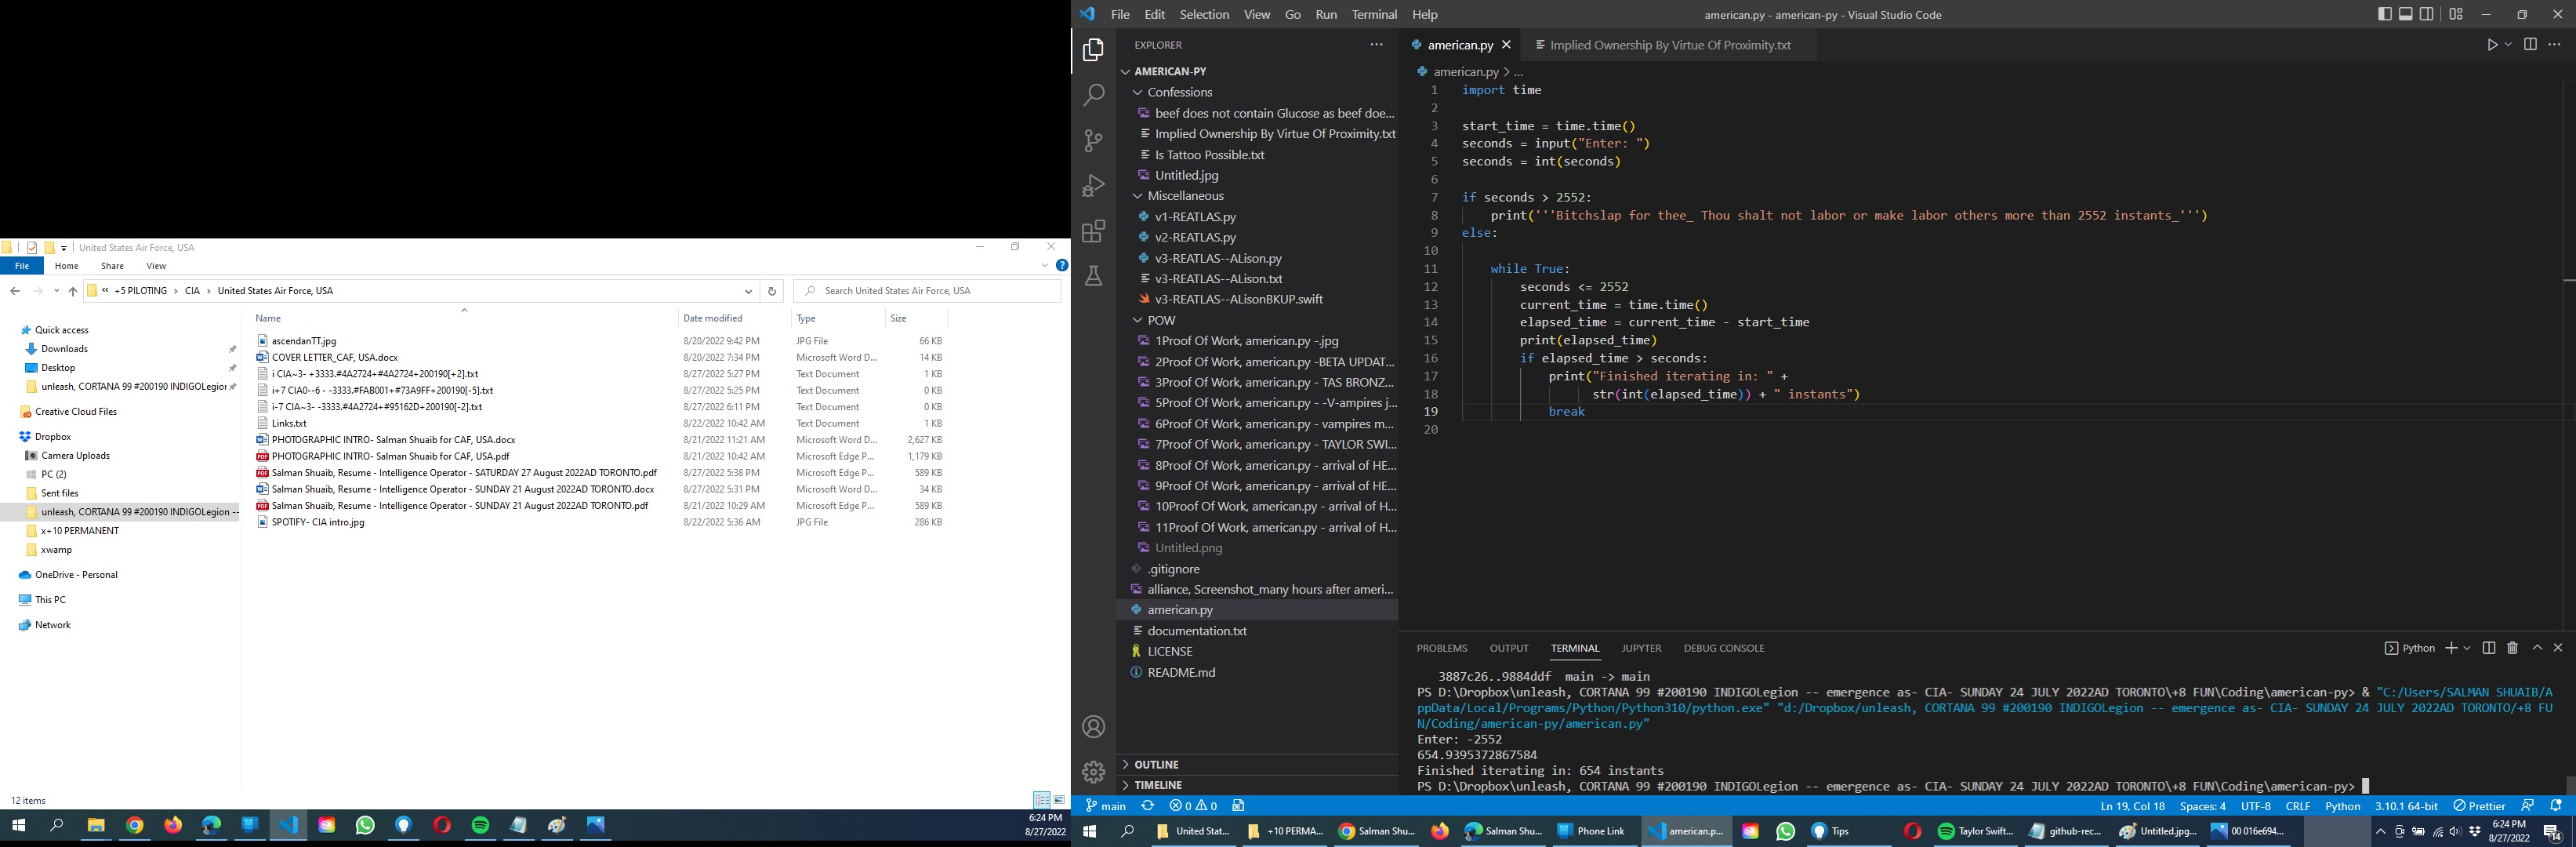 United States Air Force, USA
File Home Share View
« +5 PILOTING › CIA › United States Air Force, USA
Search United States Air Force, USA
Quick access
Downloads
Desktop
unleash, CORTANA 99 #200190 INDIGOLegior
Creative Cloud Files
Dropbox
Camera Uploads
PC (2)
Sent files
unleash, CORTANA 99 #200190 INDIGOLegion --
x+10 PERMANENT
xwamp
OneDrive - Personal
This PC
Network
Name Date modified Type Size
ascendanTT.jpg 8/20/2022 9:42 PM JPG File 66 KB
COVER LETTER_CAF, USA.docx 8/20/2022 7:34 PM Microsoft Word D... 14 KB
i CIA~3- +3333.#4A2724+#4A2724+200190[+2].txt 8/27/2022 5:27 PM Text Document 1 KB
i+7 CIA0--6 - -3333.#FAB001+#73A9FF+200190[-5].txt 8/27/2022 5:25 PM Text Document 0 KB
i-7 CIA~3- -3333.#4A2724+#95162D+200190[-2].txt 8/27/2022 6:11 PM Text Document 0 KB
Links.txt 8/22/2022 10:42 AM Text Document 1 KB
PHOTOGRAPHIC INTRO- Salman Shuaib for CAF, USA.docx 8/21/2022 11:21 AM Microsoft Word D... 2,627 KB
PHOTOGRAPHIC INTRO- Salman Shuaib for CAF, USA.pdf 8/21/2022 10:42 AM Microsoft Edge P... 1,179 KB
Salman Shuaib, Resume - Intelligence Operator - SATURDAY 27 August 2022AD TORONTO.pdf 8/27/2022 5:38 PM Microsoft Edge P... 589 KB
Salman Shuaib, Resume - Intelligence Operator - SUNDAY 21 August 2022AD TORONTO.docx 8/27/2022 5:31 PM Microsoft Word D... 34 KB
Salman Shuaib, Resume - Intelligence Operator - SUNDAY 21 August 2022AD TORONTO.pdf 8/21/2022 10:29 AM Microsoft Edge P... 589 KB
SPOTIFY- CIA intro.jpg 8/22/2022 5:36 AM JPG File 286 KB
12 items
6:24 PM
8/27/2022
File Edit Selection View Go Run Terminal Help
american.py - american-py - Visual Studio Code
EXPLORER
AMERICAN-PY
Confessions
beef does not contain Glucose as beef doe...
Implied Ownership By Virtue Of Proximity.txt
Is Tattoo Possible.txt
Untitled.jpg
Miscellaneous
v1-REATLAS.py
v2-REATLAS.py
v3-REATLAS--ALison.py
v3-REATLAS--ALison.txt
v3-REATLAS--ALisonBKUP.swift
POW
1Proof Of Work, american.py -.jpg
2Proof Of Work, american.py -BETA UPDAT...
3Proof Of Work, american.py - TAS BRONZ...
5Proof Of Work, american.py - -V-ampires j...
6Proof Of Work, american.py - vampires m...
7Proof Of Work, american.py - TAYLOR SWI...
8Proof Of Work, american.py - arrival of HE...
9Proof Of Work, american.py - arrival of HE...
10Proof Of Work, american.py - arrival of H...
11Proof Of Work, american.py - arrival of H...
Untitled.png
.gitignore
alliance, Screenshot_many hours after ameri...
american.py
documentation.txt
LICENSE
README.md
OUTLINE
TIMELINE
american.py Implied Ownership By Virtue Of Proximity.txt
american.py > ...
1 import time
2
3 start_time = time.time()
4 seconds = input("Enter: ")
5 seconds = int(seconds)
6
7 if seconds > 2552:
8 print('''Bitchslap for thee_ Thou shalt not labor or make labor others more than 2552 instants_''')
9 else:
10
11 while True:
12 seconds <= 2552
13 current_time = time.time()
14 elapsed_time = current_time - start_time
15 print(elapsed_time)
16 if elapsed_time > seconds:
17 print("Finished iterating in: " +
18 str(int(elapsed_time)) + " instants")
19 break
20
PROBLEMS OUTPUT TERMINAL JUPYTER DEBUG CONSOLE
Python
3887c26..9884ddf main -> main
PS D:\Dropbox\unleash, CORTANA 99 #200190 INDIGOLegion -- emergence as- CIA- SUNDAY 24 JULY 2022AD TORONTO\+8 FUN\Coding\american-py> & "C:/Users/SALMAN SHUAIB/A
ppData/Local/Programs/Python/Python310/python.exe" "d:/Dropbox/unleash, CORTANA 99 #200190 INDIGOLegion -- emergence as- CIA- SUNDAY 24 JULY 2022AD TORONTO/+8 FU
N/Coding/american-py/american.py"
Enter: -2552
654.9395372867584
Finished iterating in: 654 instants
PS D:\Dropbox\unleash, CORTANA 99 #200190 INDIGOLegion -- emergence as- CIA- SUNDAY 24 JULY 2022AD TORONTO\+8 FUN\Coding\american-py>
main 0 0 Ln 19, Col 18 Spaces: 4 UTF-8 CRLF Python 3.10.1 64-bit Prettier
United Stat... +10 PERMA... Salman Shu... Salman Shu... Phone Link american.p... Tips Taylor Swift... github-rec... Untitled.jpg... 00 016e694...
6:24 PM
8/27/2022
14